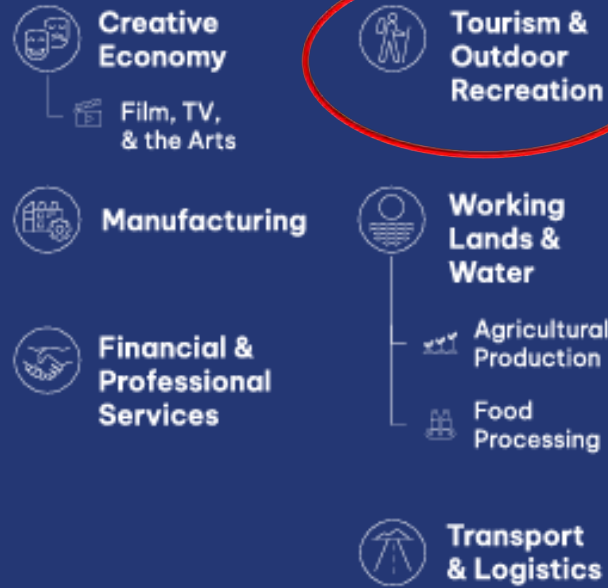 Creative
Economy
Film, TV,
& the Arts
Manufacturing
Financial &
Professional
Services
Tourism &
Outdoor
Recreation
Working
Lands &
Water
Agricultural
Production
Food
Processing
Transport
& Logistics